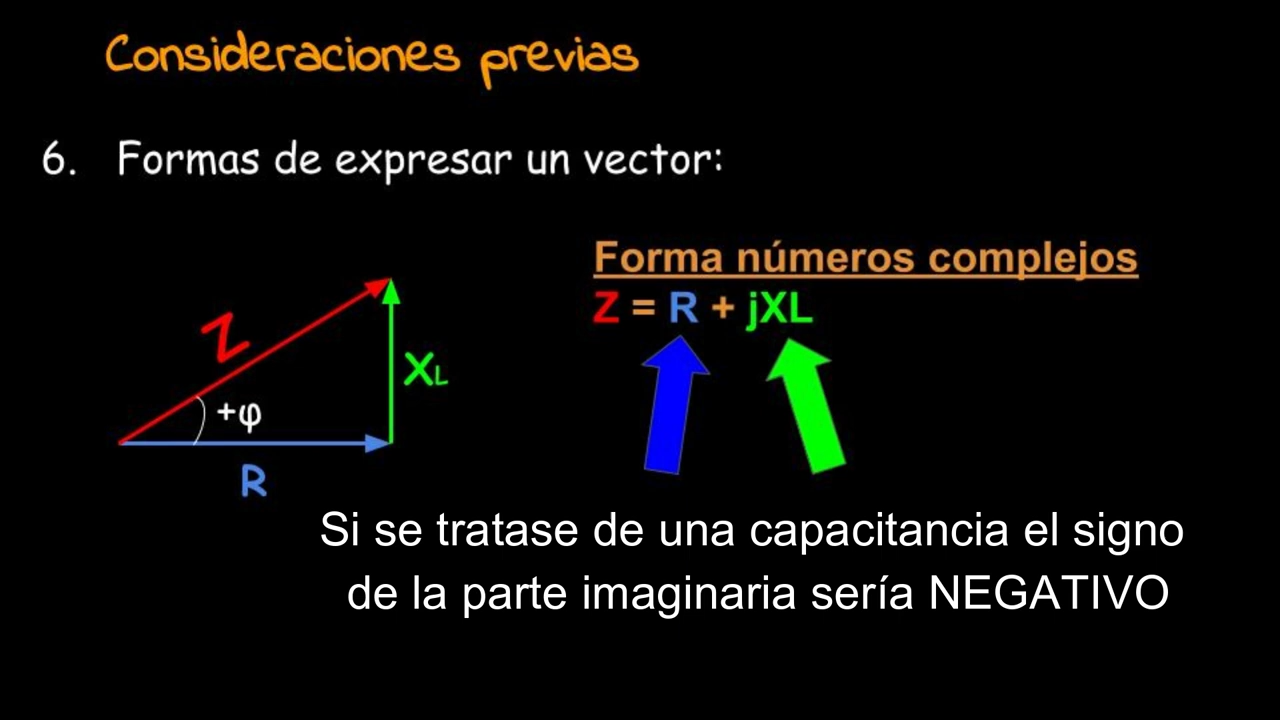 Consideraciones previas
6. Formas de expresar un vector:
Forma números complejos
Z = R + jXL
Z
XL
+φ
R
Si se tratase de una capacitancia el signo
de la parte imaginaria sería NEGATIVO